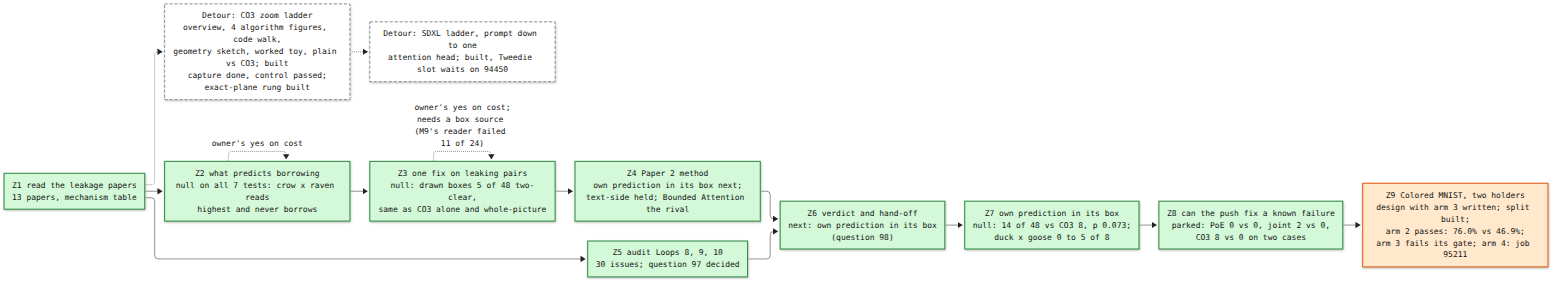 Detour: CO3 zoom ladder
overview, 4 algorithm figures,
code walk,
geometry sketch, worked toy, plain
vs CO3; built
capture done, control passed;
exact-plane rung built
Detour: SDXL ladder, prompt down
to one
attention head; built, Tweedie
slot waits on 94450
owner's yes on cost;
needs a box source
(M9's reader failed
11 of 24)
owner's yes on cost
Z1 read the leakage papers
13 papers, mechanism table
Z2 what predicts borrowing
null on all 7 tests: crow x raven
reads
highest and never borrows
Z3 one fix on leaking pairs
null: drawn boxes 5 of 48 two-
clear,
same as CO3 alone and whole-picture
Z4 Paper 2 method
own prediction in its box next;
text-side held; Bounded Attention
the rival
Z5 audit Loops 8, 9, 10
30 issues; question 97 decided
Z6 verdict and hand-off
next: own prediction in its box
(question 98)
Z7 own prediction in its box
null: 14 of 48 vs CO3 8, p 0.073;
duck x goose 0 to 5 of 8
Z8 can the push fix a known failure
parked: PoE 0 vs 0, joint 2 vs 0,
CO3 8 vs 0 on two cases
Z9 Colored MNIST, two holders
design with arm 3 written; split
built;
arm 2 passes: 76.0% vs 46.9%;
arm 3 fails its gate; arm 4: job
95211